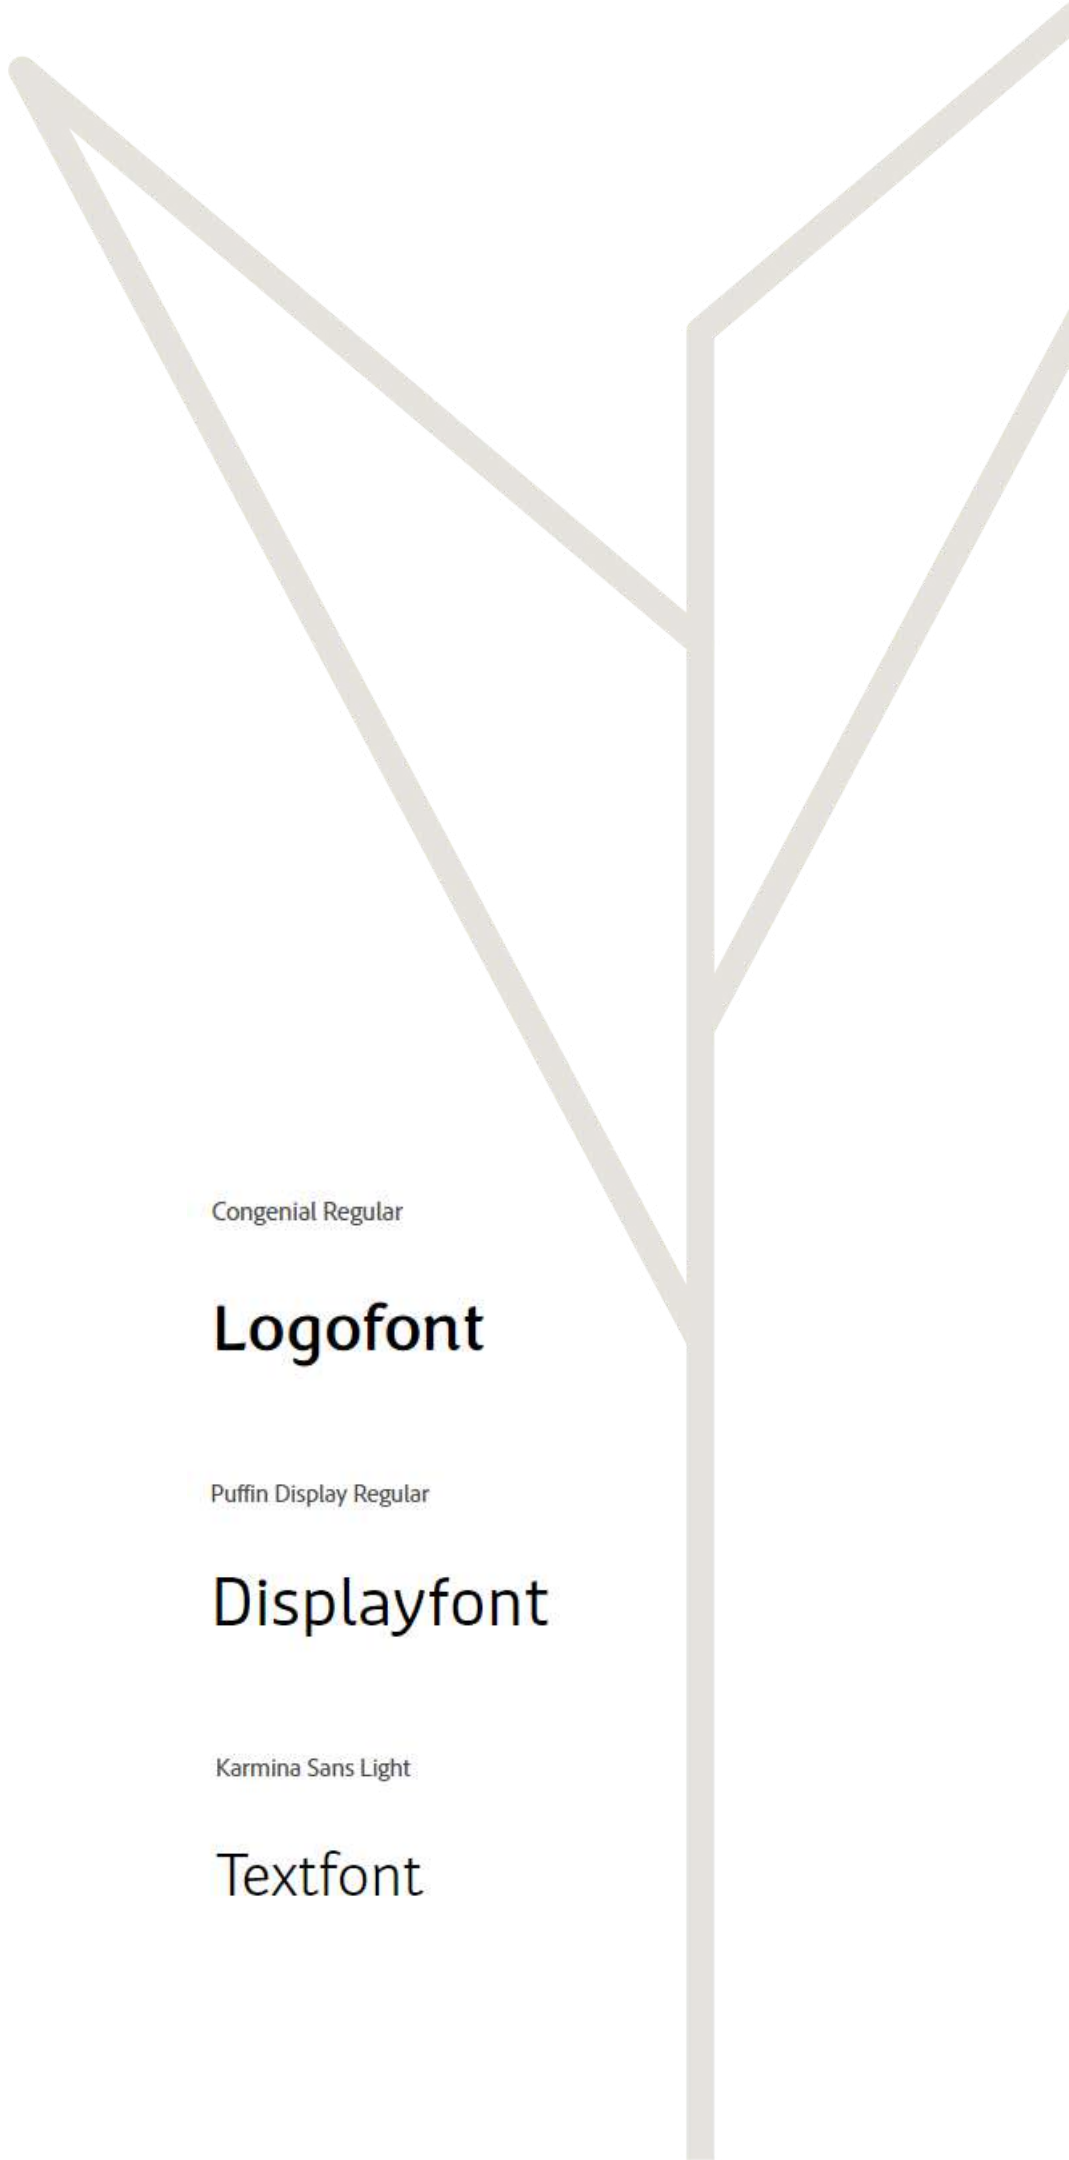 Congenial Regular
Logofont
Puffin Display Regular
Displayfont
Karmina Sans Light
Textfont